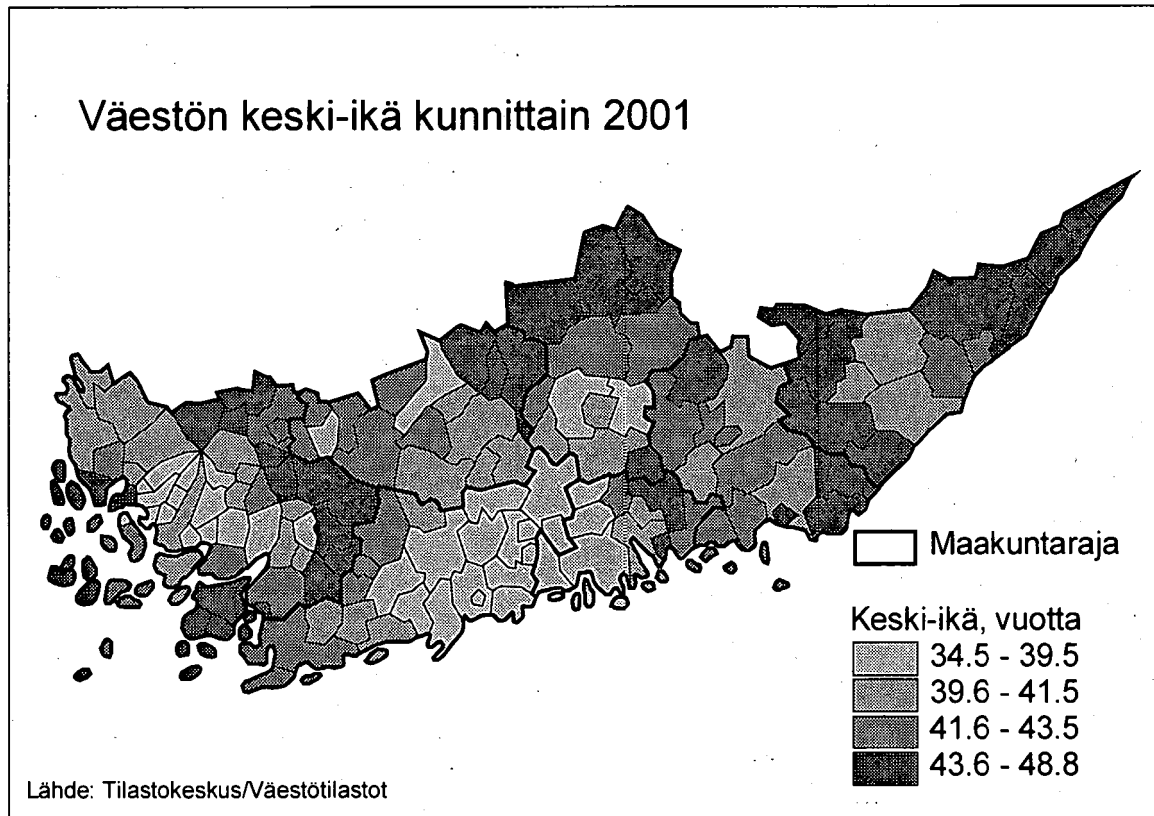 Väestön keski-ikä kunnittain 2001
Maakuntaraja
Keski-ikä, vuotta
34.5 - 39.5
39.6 - 41.5
41.6 - 43.5
43.6 - 48.8
Lähde: Tilastokeskus/Väestötilastot